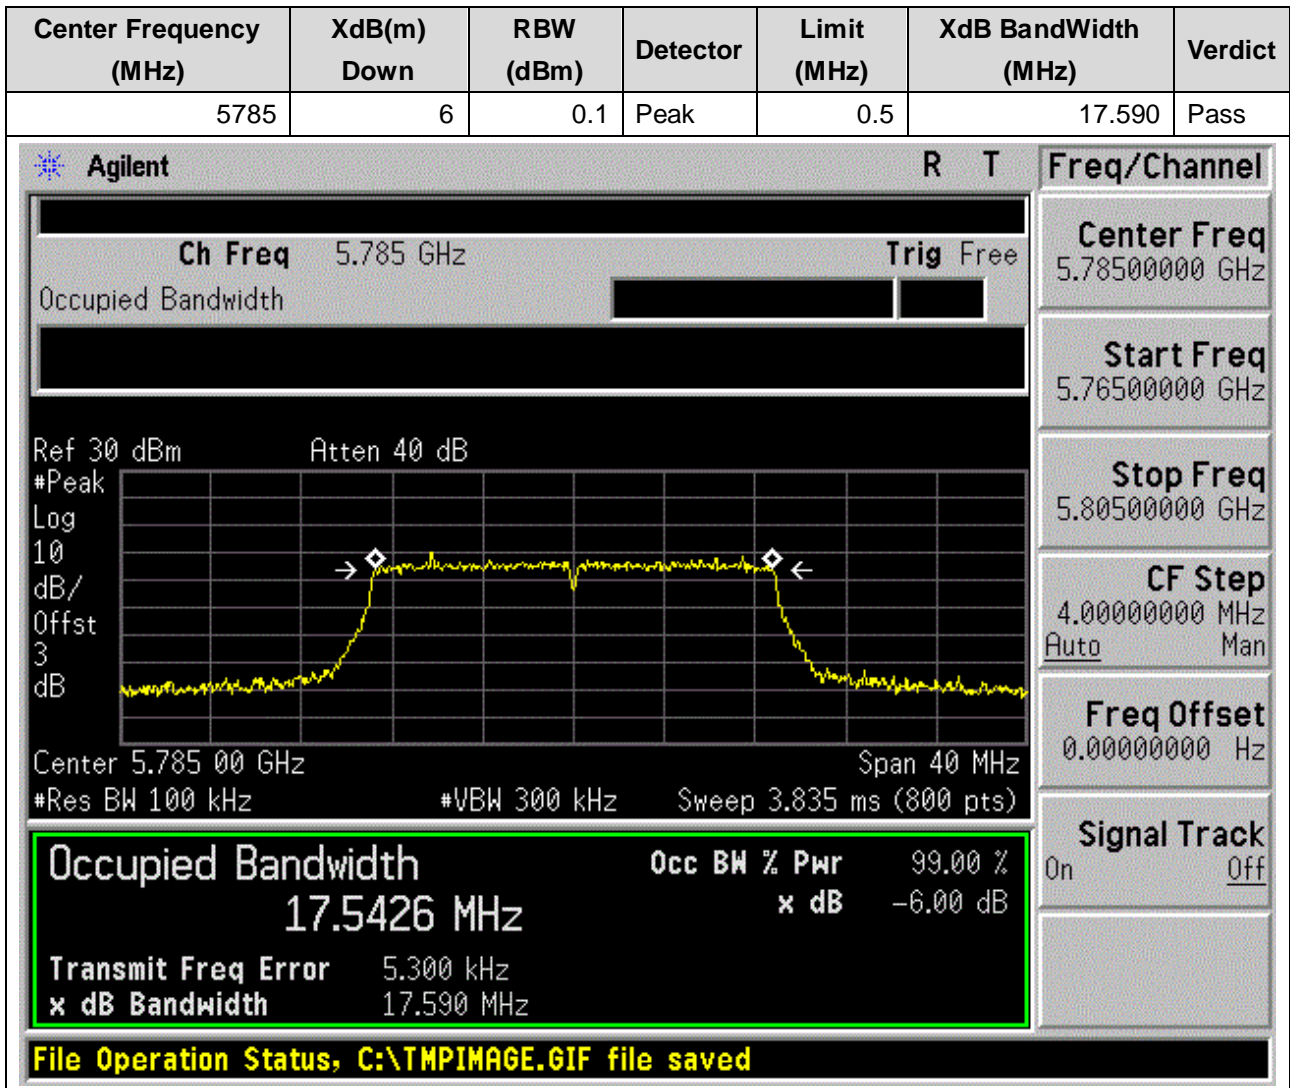 Center Frequency (MHz) XdB(m) Down RBW (dBm) Detector Limit (MHz) XdB BandWidth (MHz) Verdict
5785 6 0.1 Peak 0.5 17.590 Pass
Agilent R T Freq/Channel
Ch Freq 5.785 GHz Trig Free
Occupied Bandwidth
Center Freq
5.78500000 GHz
Start Freq
5.76500000 GHz
Stop Freq
5.80500000 GHz
CF Step
4.00000000 MHz
Auto Man
Freq Offset
0.00000000 Hz
Signal Track
On Off
Ref 30 dBm Atten 40 dB
#Peak
Log
10
dB/
Offst
3
dB
Center 5.785 00 GHz Span 40 MHz
#Res BW 100 kHz #VBW 300 kHz Sweep 3.835 ms (800 pts)
Occupied Bandwidth Occ BW % Pwr 99.00 %
17.5426 MHz x dB -6.00 dB
Transmit Freq Error 5.300 kHz
x dB Bandwidth 17.590 MHz
File Operation Status, C:\TMPIMAGE.GIF file saved